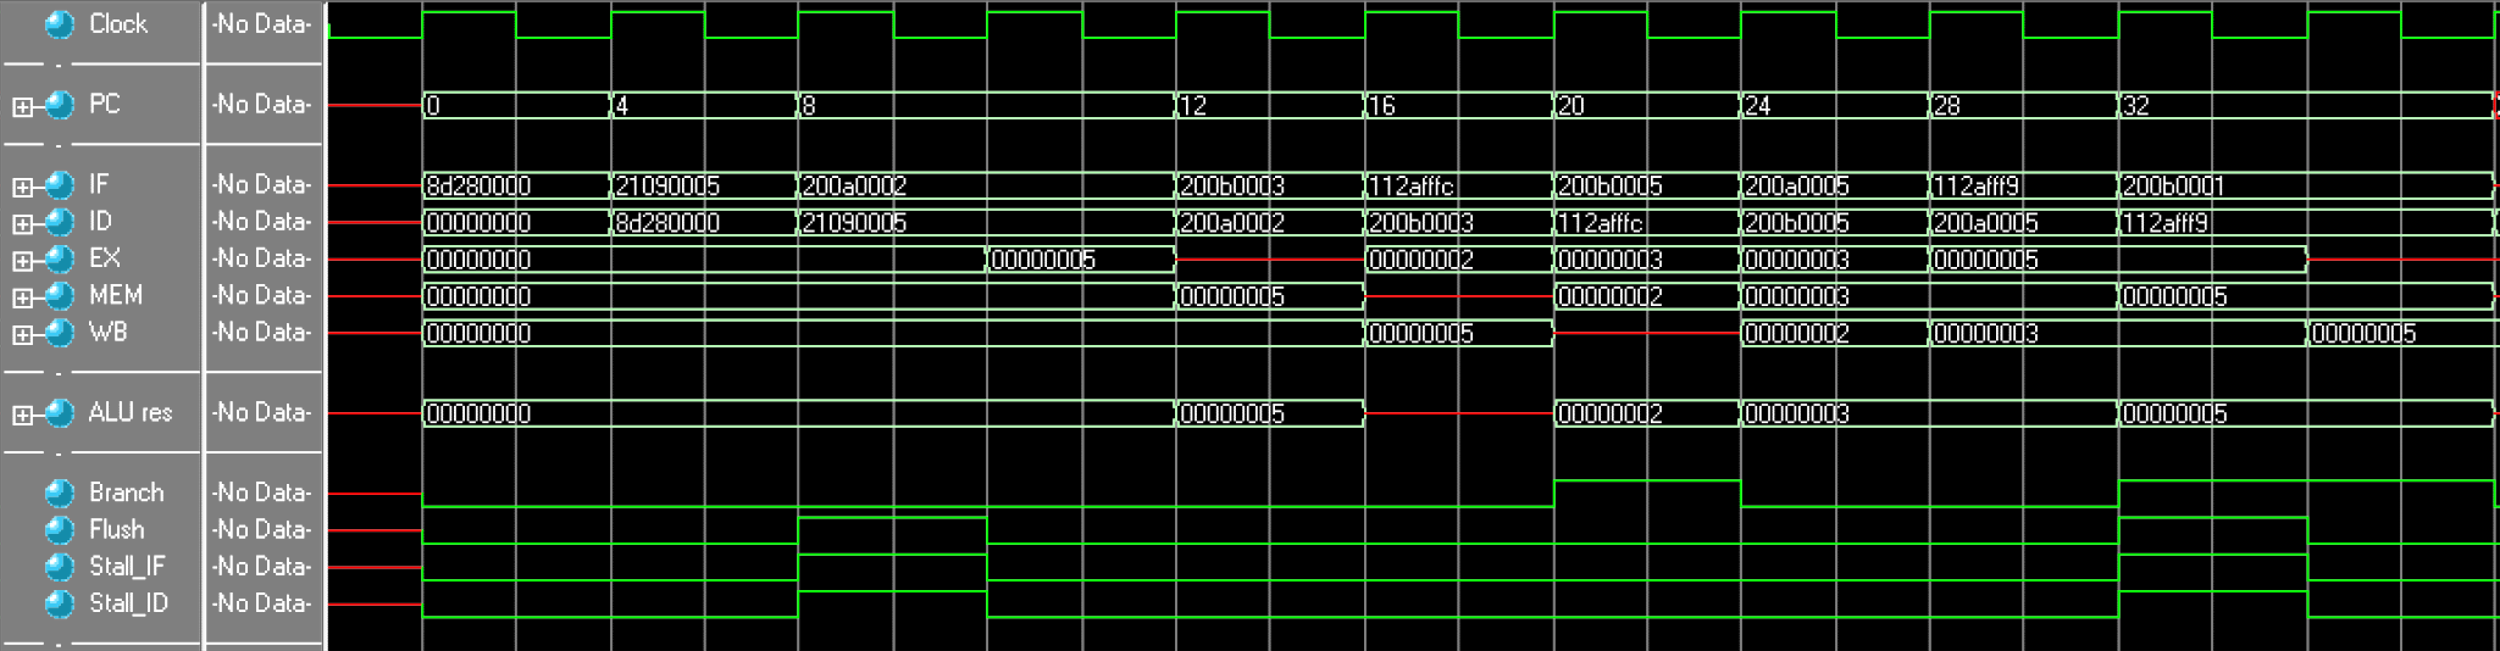 Clock -No Data-
PC -No Data- 0 4 8 12 16 20 24 28 32
IF -No Data- 8d280000 21090005 200a0002 200b0003 112afffc 200b0005 200a0005 112afff9 200b0001
ID -No Data- 00000000 8d280000 21090005 200a0002 200b0003 112afffc 200b0005 200a0005 112afff9
EX -No Data- 00000000 00000005 00000002 00000003 00000003 00000005
MEM -No Data- 00000000 00000005 00000002 00000003 00000005
WB -No Data- 00000000 00000005 00000002 00000003 00000005
ALU res -No Data- 00000000 00000005 00000002 00000003 00000005
Branch -No Data-
Flush -No Data-
Stall_IF -No Data-
Stall_ID -No Data-